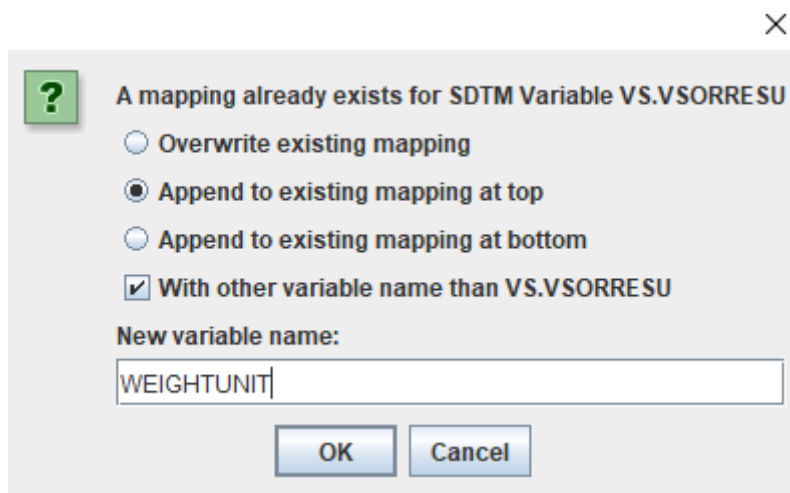 A mapping already exists for SDTM Variable VS.VSORRESU
Overwrite existing mapping
Append to existing mapping at top
Append to existing mapping at bottom
With other variable name than VS.VSORRESU
New variable name:
WEIGHTUNIT
OK Cancel